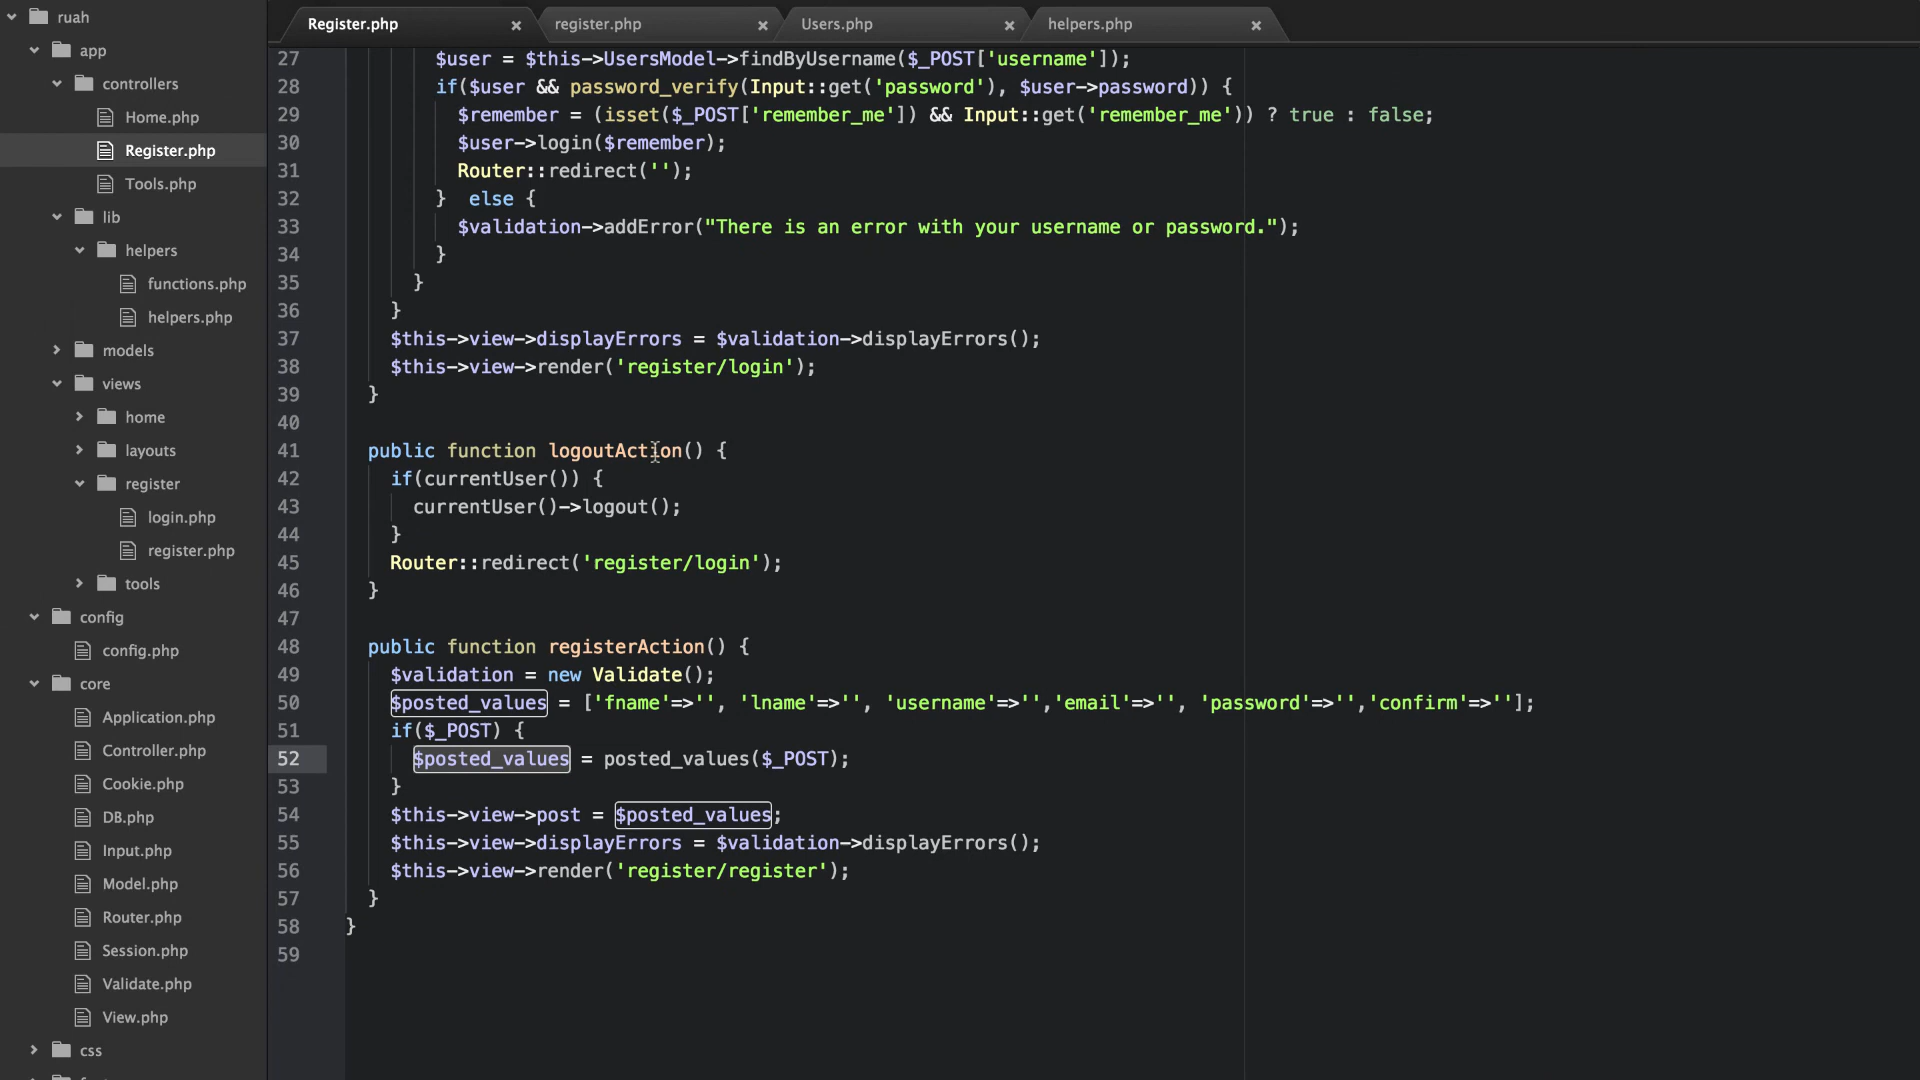 ruah
app
controllers
Home.php
Register.php
Tools.php
lib
helpers
functions.php
helpers.php
models
views
home
layouts
register
login.php
register.php
tools
config
config.php
core
Application.php
Controller.php
Cookie.php
DB.php
Input.php
Model.php
Router.php
Session.php
Validate.php
View.php
css
Register.php × register.php × Users.php × helpers.php ×
27 $user = $this->UsersModel->findByUsername($_POST['username']);
28 if($user && password_verify(Input::get('password'), $user->password)) {
29 $remember = (isset($_POST['remember_me']) && Input::get('remember_me')) ? true : false;
30 $user->login($remember);
31 Router::redirect('');
32 }  else {
33 $validation->addError("There is an error with your username or password.");
34 }
35 }
36 }
37 $this->view->displayErrors = $validation->displayErrors();
38 $this->view->render('register/login');
39 }
40
41 public function logoutAction() {
42 if(currentUser()) {
43 currentUser()->logout();
44 }
45 Router::redirect('register/login');
46 }
47
48 public function registerAction() {
49 $validation = new Validate();
50 $posted_values = ['fname'=>'', 'lname'=>'', 'username'=>'','email'=>'', 'password'=>'','confirm'=>''];
51 if($_POST) {
52 $posted_values = posted_values($_POST);
53 }
54 $this->view->post = $posted_values;
55 $this->view->displayErrors = $validation->displayErrors();
56 $this->view->render('register/register');
57 }
58 }
59